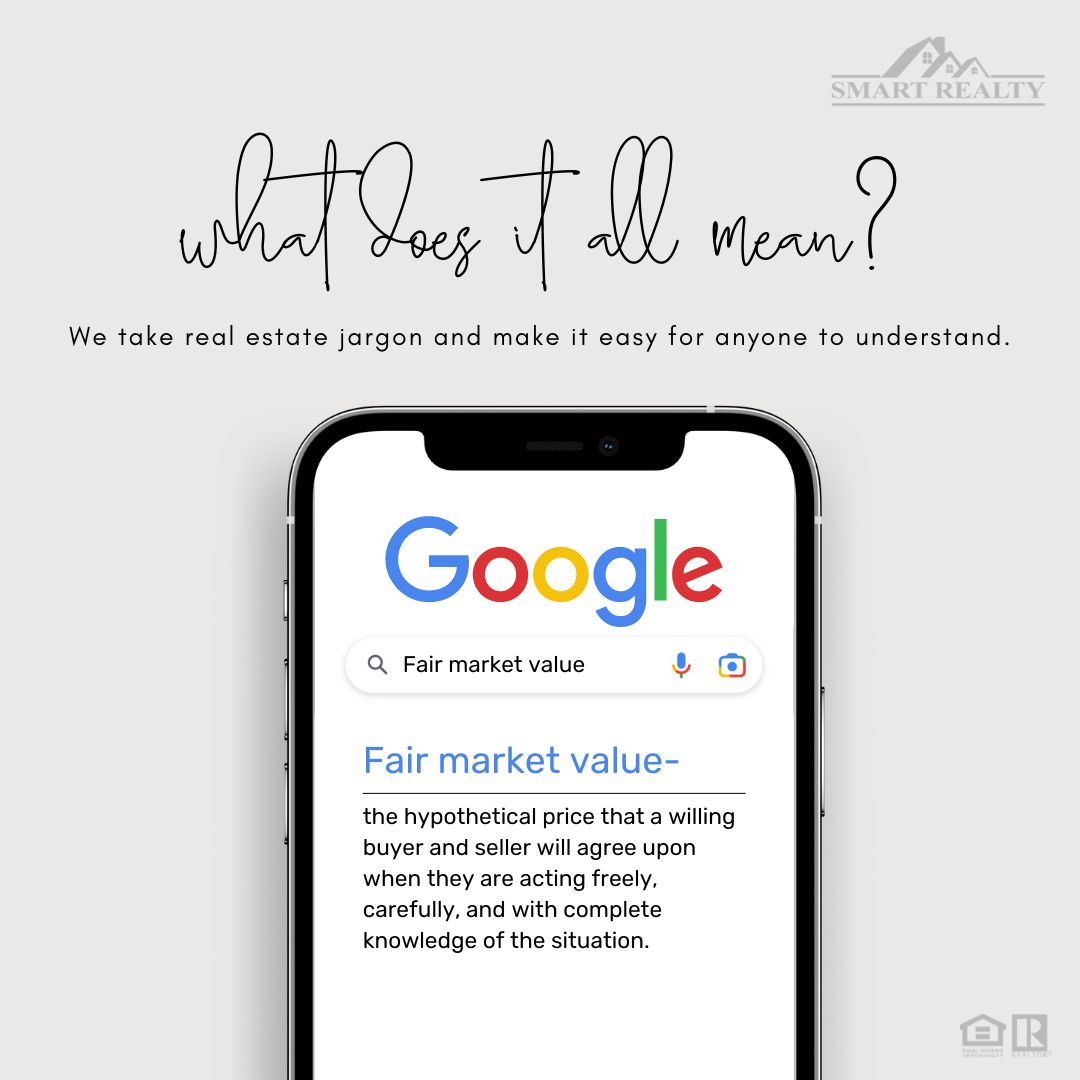 SMART REALTY
what does it all mean?
We take real estate jargon and make it easy for anyone to understand.
Google
Fair market value
Fair market value-
the hypothetical price that a willing
buyer and seller will agree upon
when they are acting freely,
carefully, and with complete
knowledge of the situation.
EQUAL HOUSING
OPPORTUNITY
R
REALTOR®